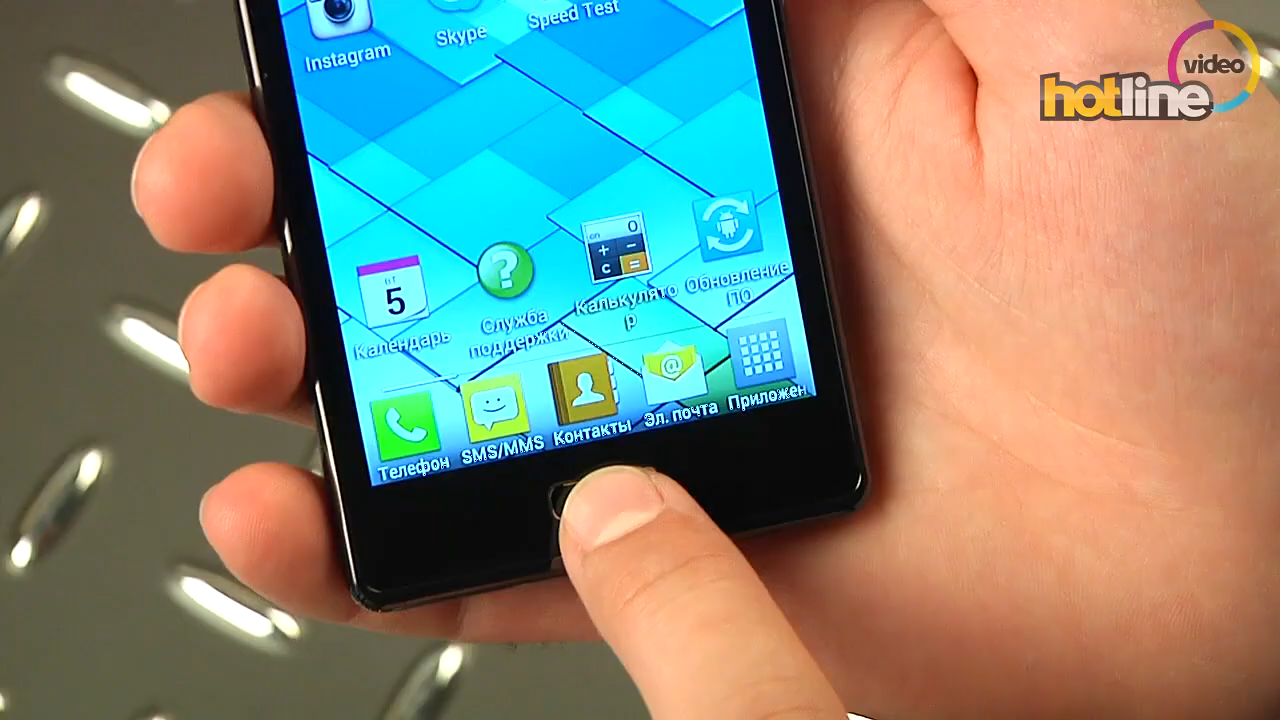 Instagram
Skype
Speed Test
video
hotline
вт
5
Календарь
?
Служба
поддержки
on
0
+
−
c
=
Калькулято
р
Обновление
ПО
@
Телефон
SMS/MMS
Контакты
Эл. почта
Приложен